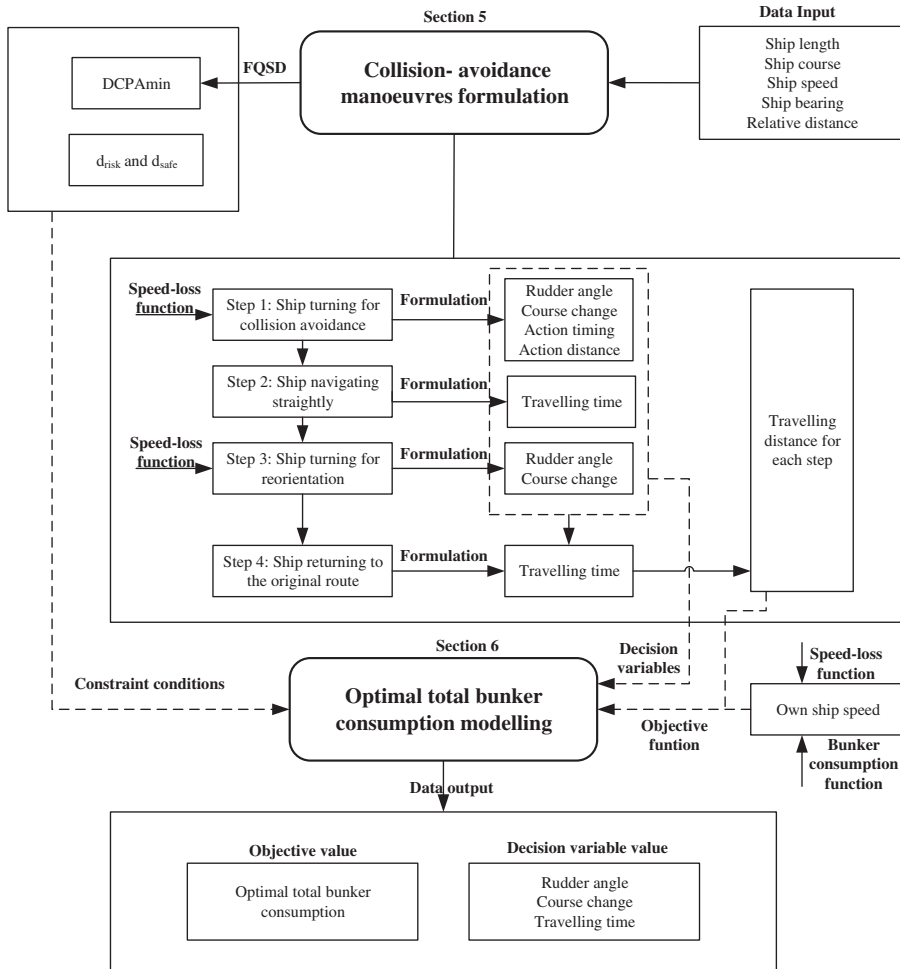 Section 5
Data Input
FQSD
DCPAmin
d_risk and d_safe
Collision- avoidance
manoeuvres formulation
Ship length
Ship course
Ship speed
Ship bearing
Relative distance
Speed-loss
function
Step 1: Ship turning for
collision avoidance
Formulation
Rudder angle
Course change
Action timing
Action distance
Step 2: Ship navigating
straightly
Formulation
Travelling time
Speed-loss
function
Step 3: Ship turning for
reorientation
Formulation
Rudder angle
Course change
Step 4: Ship returning to
the original route
Formulation
Travelling time
Travelling
distance for
each step
Section 6
Constraint conditions
Optimal total bunker
consumption modelling
Decision
variables
Objective
funtion
Speed-loss
function
Own ship speed
Bunker
consumption
function
Data output
Objective value
Optimal total bunker
consumption
Decision variable value
Rudder angle
Course change
Travelling time